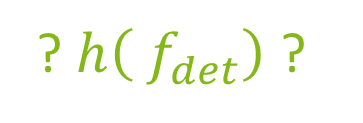 ? h( f_det ) ?